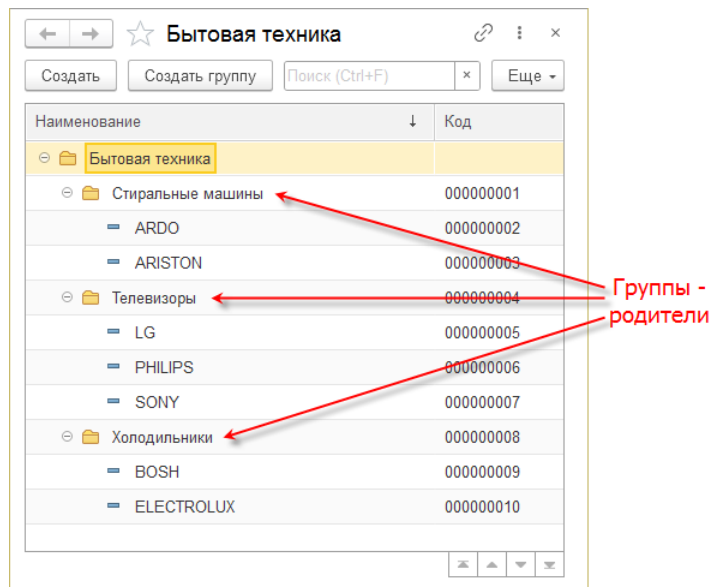 Бытовая техника
Создать Создать группу Поиск (Ctrl+F) × Еще
Наименование ↓ Код
Бытовая техника
Стиральные машины 000000001
ARDO 000000002
ARISTON 000000003
Телевизоры 000000004
LG 000000005
PHILIPS 000000006
SONY 000000007
Холодильники 000000008
BOSH 000000009
ELECTROLUX 000000010
Группы -
родители